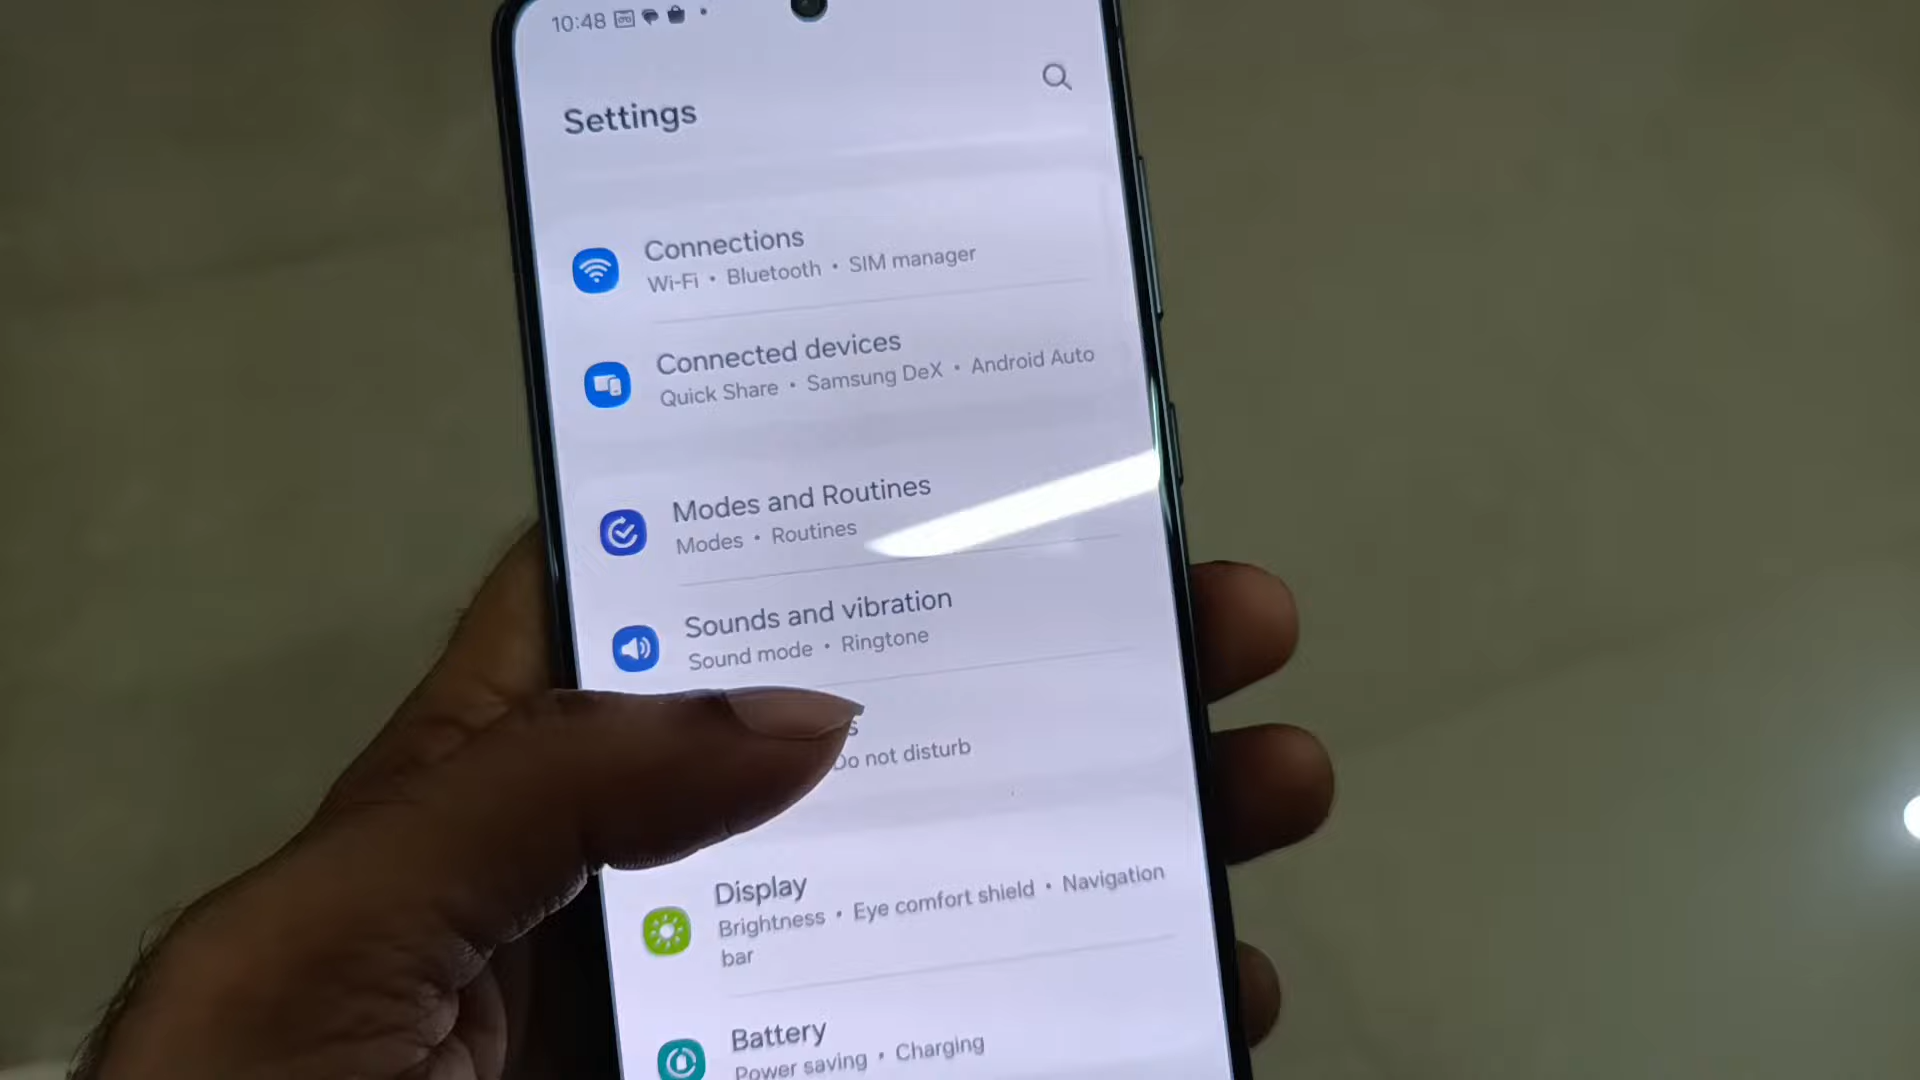 10:48
Settings
Connections
Wi-Fi • Bluetooth • SIM manager
Connected devices
Quick Share • Samsung DeX • Android Auto
Modes and Routines
Modes • Routines
Sounds and vibration
Sound mode • Ringtone
Do not disturb
Display
Brightness • Eye comfort shield • Navigation
bar
Battery
Power saving • Charging